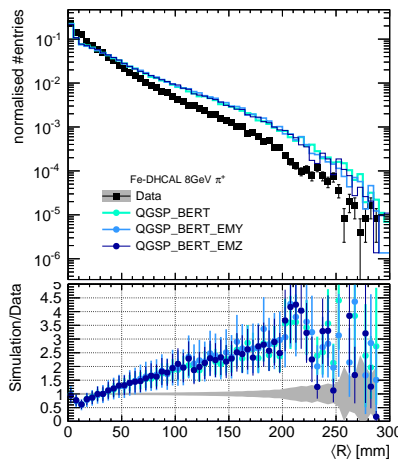 normalised #entries
10⁻¹
10⁻²
10⁻³
10⁻⁴
10⁻⁵
10⁻⁶
Fe-DHCAL 8GeV π⁺
Data
QGSP_BERT
QGSP_BERT_EMY
QGSP_BERT_EMZ
Simulation/Data
5
4.5
4
3.5
3
2.5
2
1.5
1
0.5
0
0 50 100 150 200 250 300
⟨R⟩ [mm]